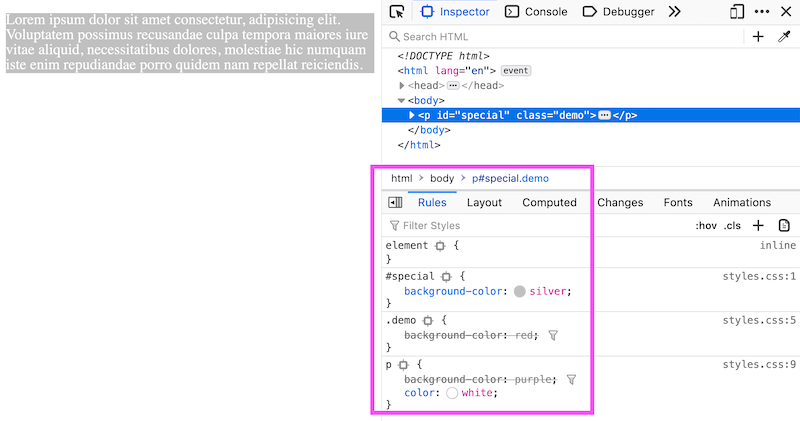 Lorem ipsum dolor sit amet consectetur, adipisicing elit.
Voluptatem possimus recusandae culpa tempora maiores iure
vitae aliquid, necessitatibus dolores, molestiae hic numquam
iste enim repudiandae porro quidem nam repellat reiciendis.
Inspector Console Debugger
Search HTML
<!DOCTYPE html>
<html lang="en"> event
<head> ••• </head>
<body>
<p id="special" class="demo"> ••• </p>
</body>
</html>
html > body > p#special.demo
Rules Layout Computed Changes Fonts Animations
Filter Styles :hov .cls +
element { inline
}
#special { styles.css:1
background-color: silver;
}
.demo { styles.css:5
background-color: red;
}
p { styles.css:9
background-color: purple;
color: white;
}